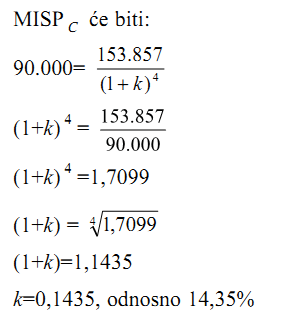 MISP C će biti:
90.000= 153.857 / (1+k)⁴
(1+k)⁴ = 153.857 / 90.000
(1+k)⁴ =1,7099
(1+k) = ∜1,7099
(1+k)=1,1435
k=0,1435, odnosno 14,35%